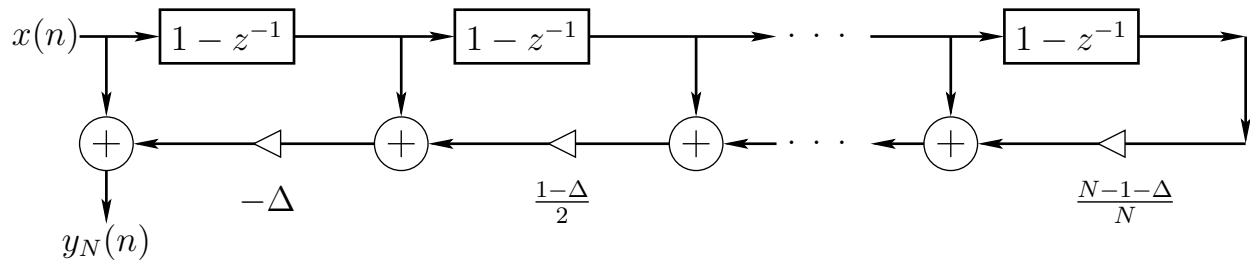 x(n) 1 − z⁻¹ 1 − z⁻¹ · · · 1 − z⁻¹
+ + + · · · +
−Δ (1−Δ)/2 (N−1−Δ)/N
y_N(n)